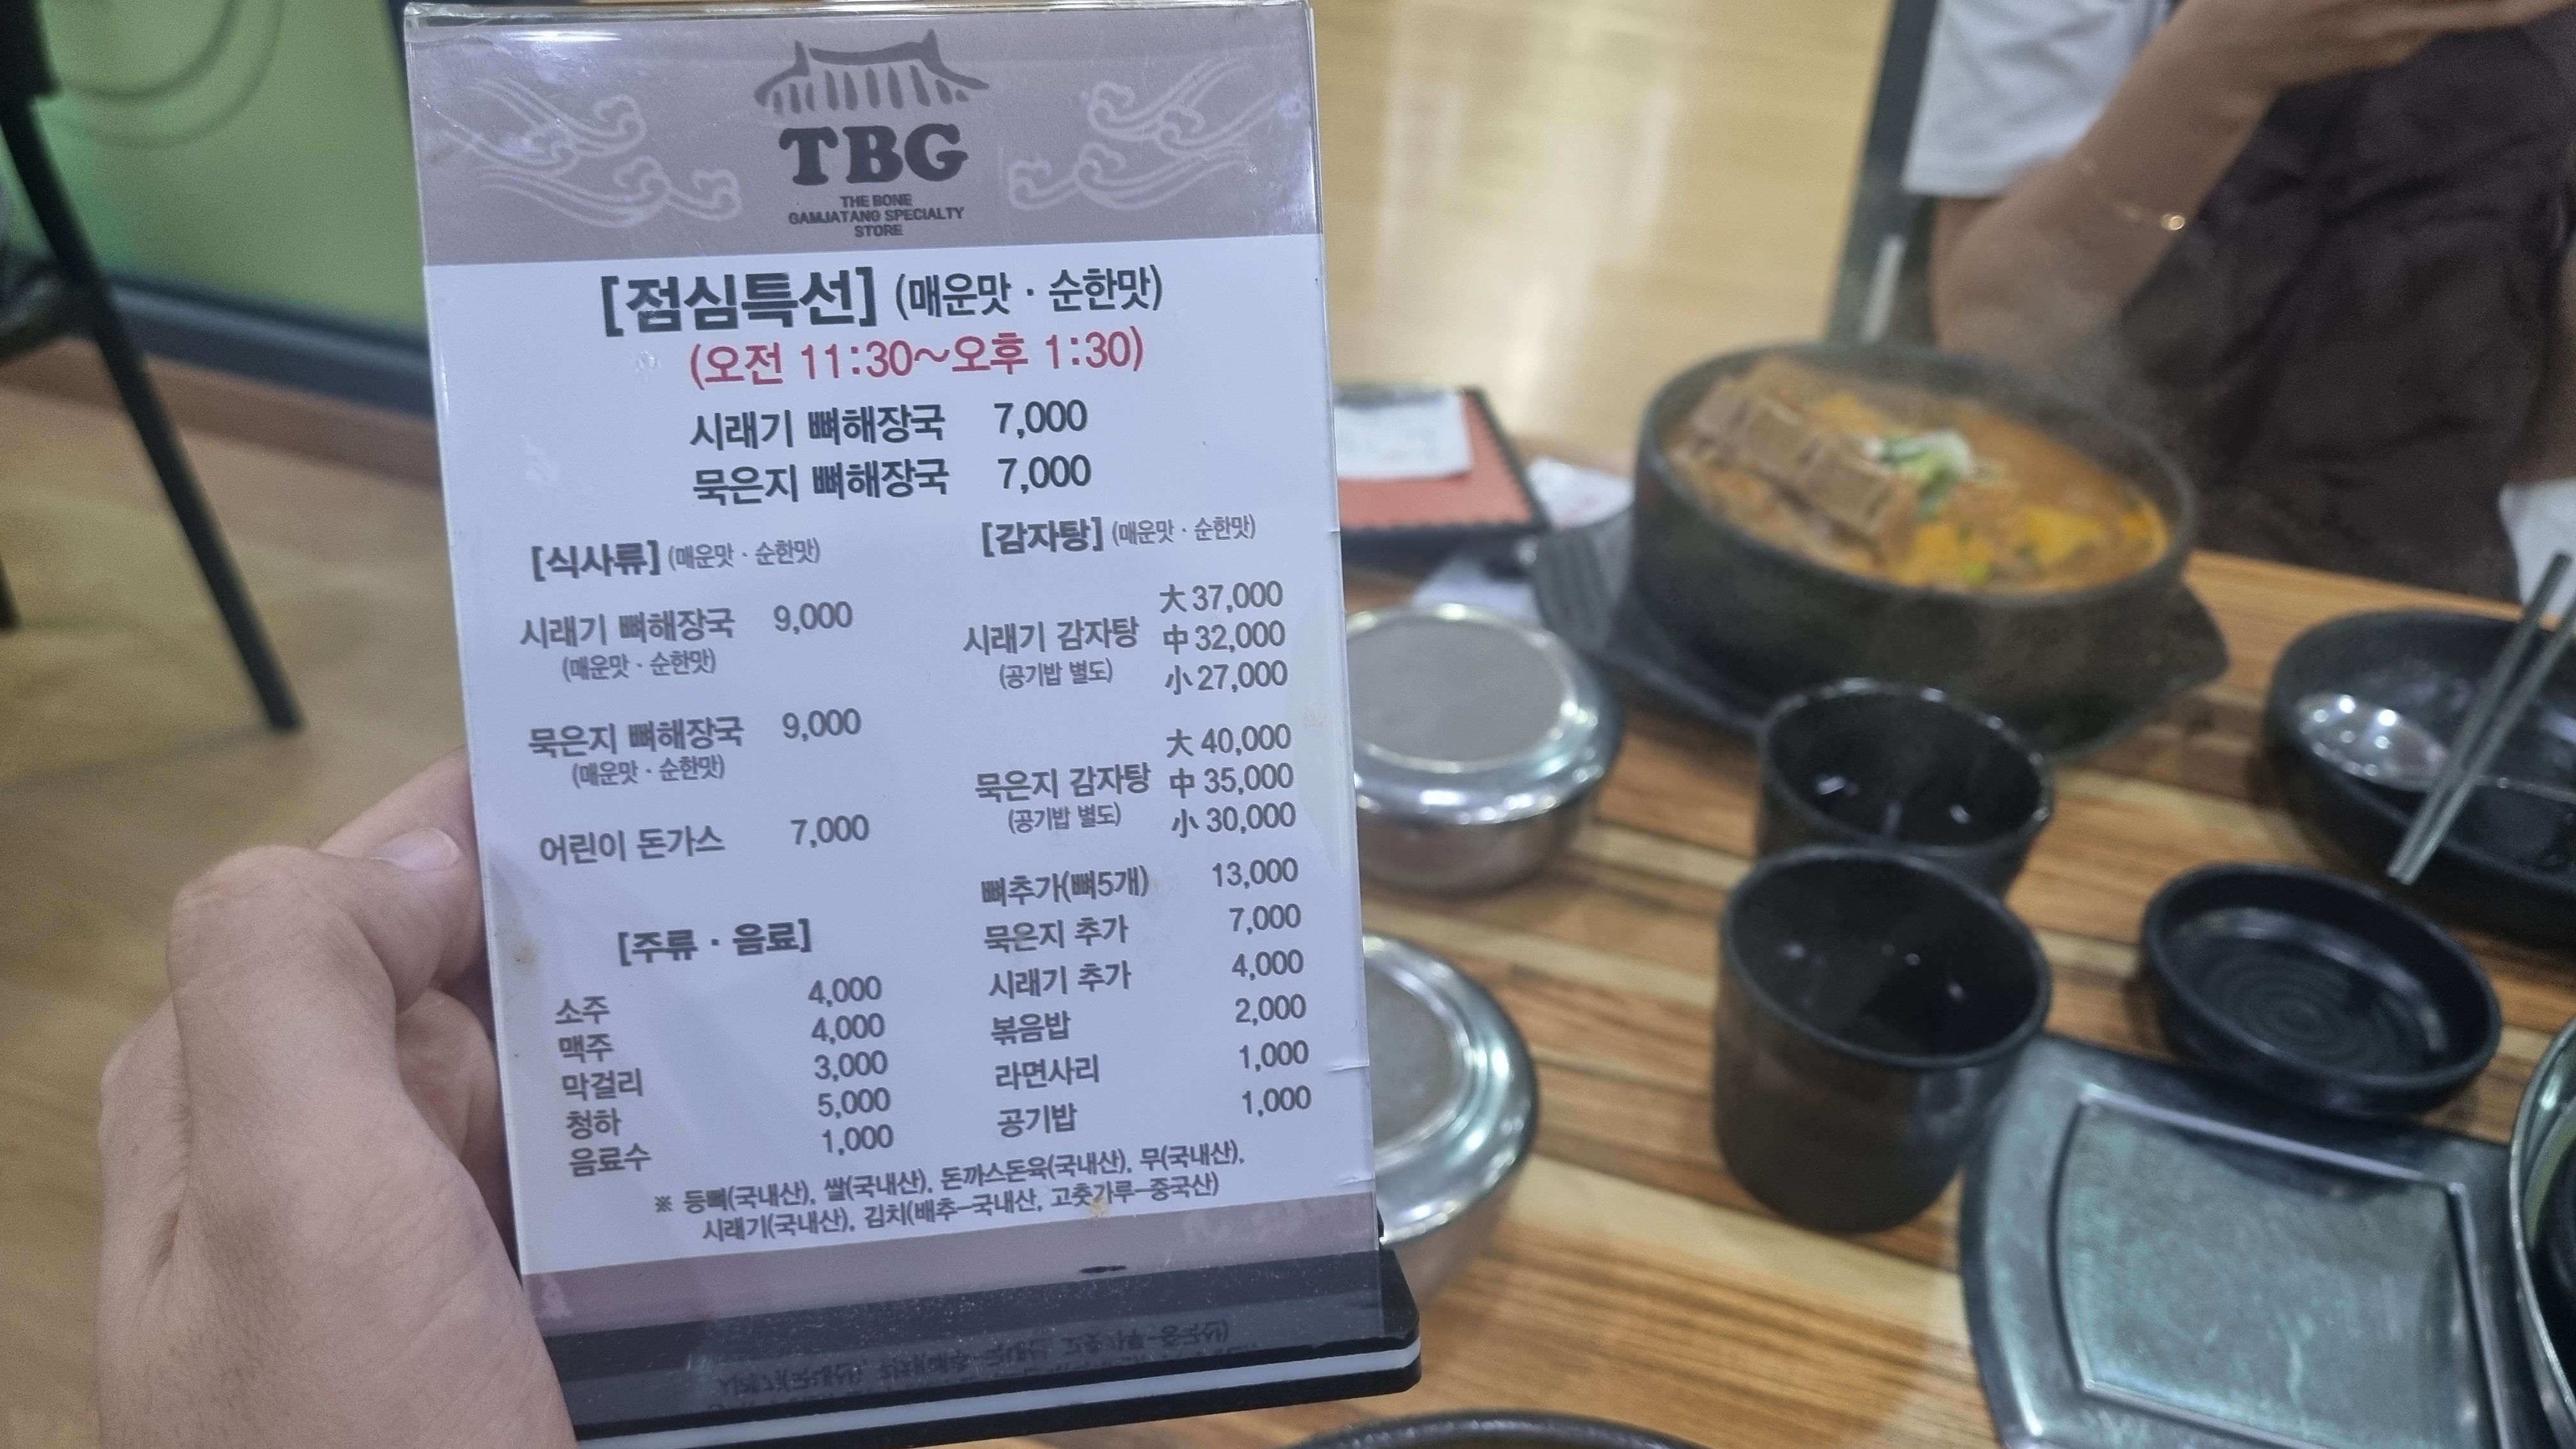 TBG
THE BONE
GAMJATANG SPECIALTY
STORE
[점심특선] (매운맛 · 순한맛)
(오전 11:30~오후 1:30)
시래기 뼈해장국 7,000
묵은지 뼈해장국 7,000
[식사류] (매운맛 · 순한맛)
시래기 뼈해장국 9,000
(매운맛 · 순한맛)
묵은지 뼈해장국 9,000
(매운맛 · 순한맛)
어린이 돈가스 7,000
[주류 · 음료]
소주 4,000
맥주 4,000
막걸리 3,000
청하 5,000
음료수 1,000
[감자탕] (매운맛 · 순한맛)
大 37,000
시래기 감자탕 中 32,000
(공기밥 별도) 小 27,000
大 40,000
묵은지 감자탕 中 35,000
(공기밥 별도) 小 30,000
뼈추가(뼈5개) 13,000
묵은지 추가 7,000
시래기 추가 4,000
볶음밥 2,000
라면사리 1,000
공기밥 1,000
※ 등뼈(국내산), 쌀(국내산), 돈까스돈육(국내산), 무(국내산),
시래기(국내산), 김치(배추-국내산, 고춧가루-중국산)